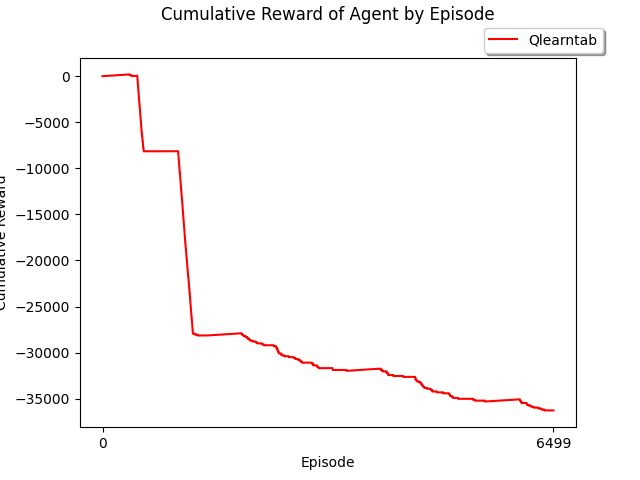 Cumulative Reward of Agent by Episode
Qlearntab
0
−5000
−10000
−15000
−20000
−25000
−30000
−35000
Cumulative Reward
0
6499
Episode